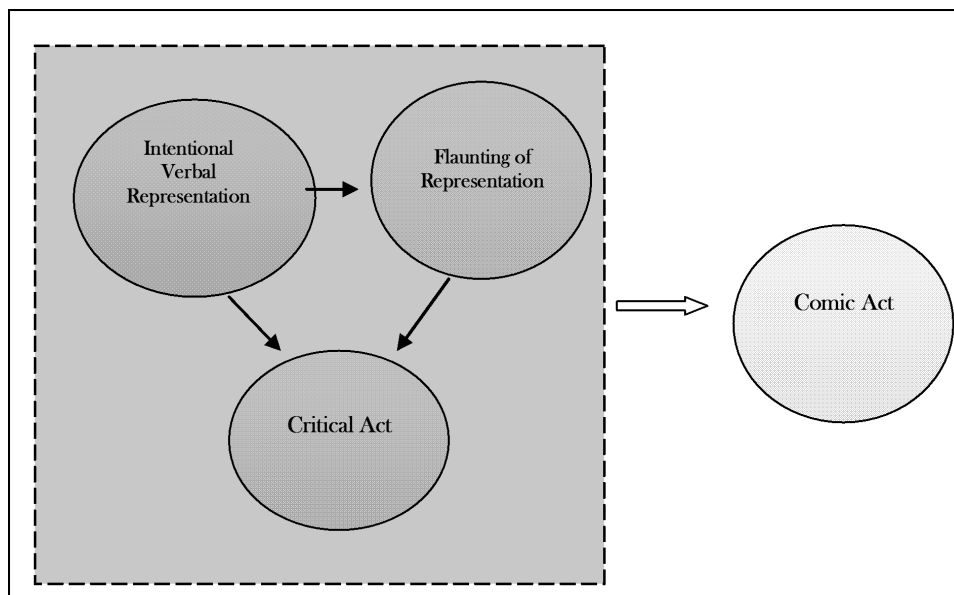 Intentional
Verbal
Representation
Flaunting of
Representation
Critical Act
Comic Act